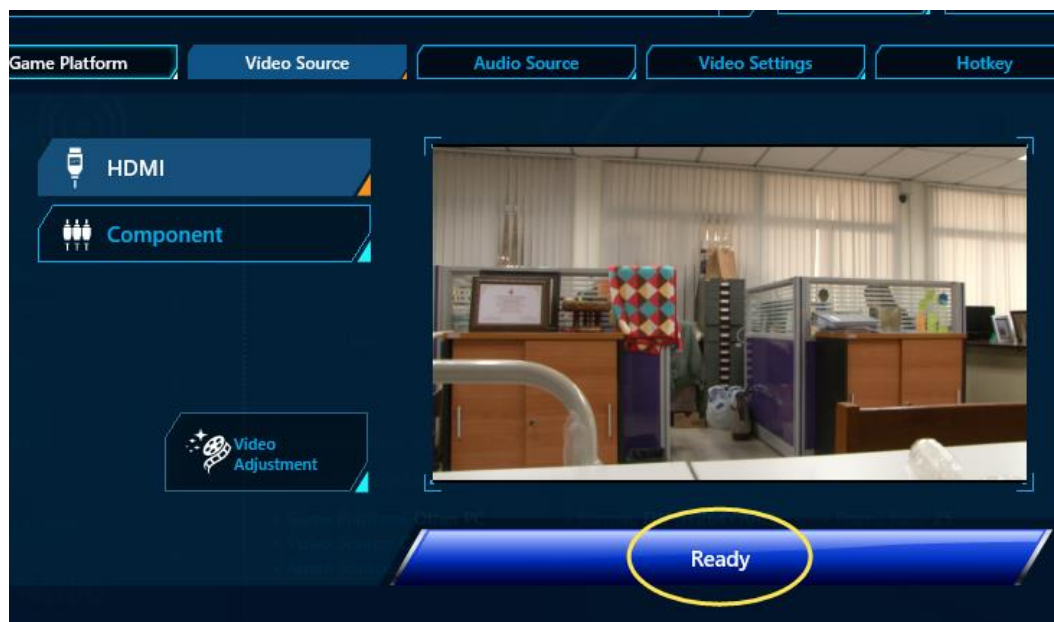 Game Platform
Video Source
Audio Source
Video Settings
Hotkey
HDMI
Component
Video
Adjustment
Ready